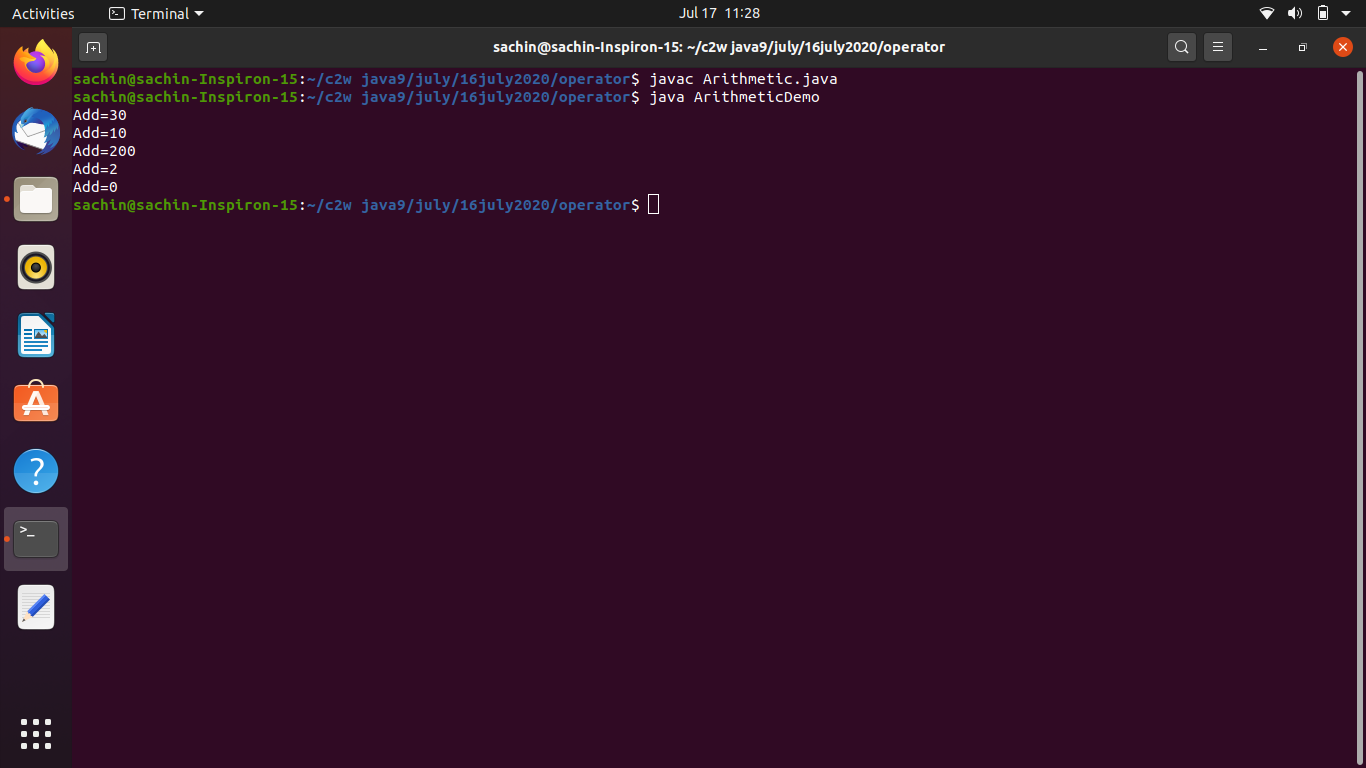 Activities
Terminal
Jul 17 11:28
sachin@sachin-Inspiron-15: ~/c2w java9/july/16july2020/operator
sachin@sachin-Inspiron-15:~/c2w java9/july/16july2020/operator$ javac Arithmetic.java
sachin@sachin-Inspiron-15:~/c2w java9/july/16july2020/operator$ java ArithmeticDemo
Add=30
Add=10
Add=200
Add=2
Add=0
sachin@sachin-Inspiron-15:~/c2w java9/july/16july2020/operator$